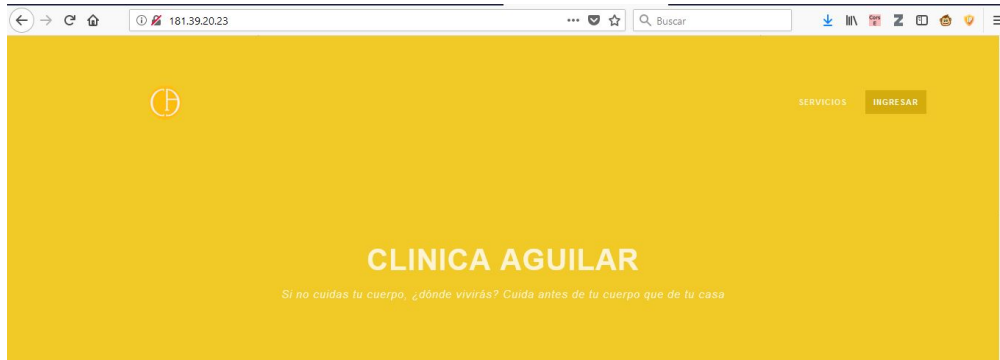 181.39.20.23
Buscar
SERVICIOS
INGRESAR
CLINICA AGUILAR
Si no cuidas tu cuerpo, ¿dónde vivirás? Cuida antes de tu cuerpo que de tu casa